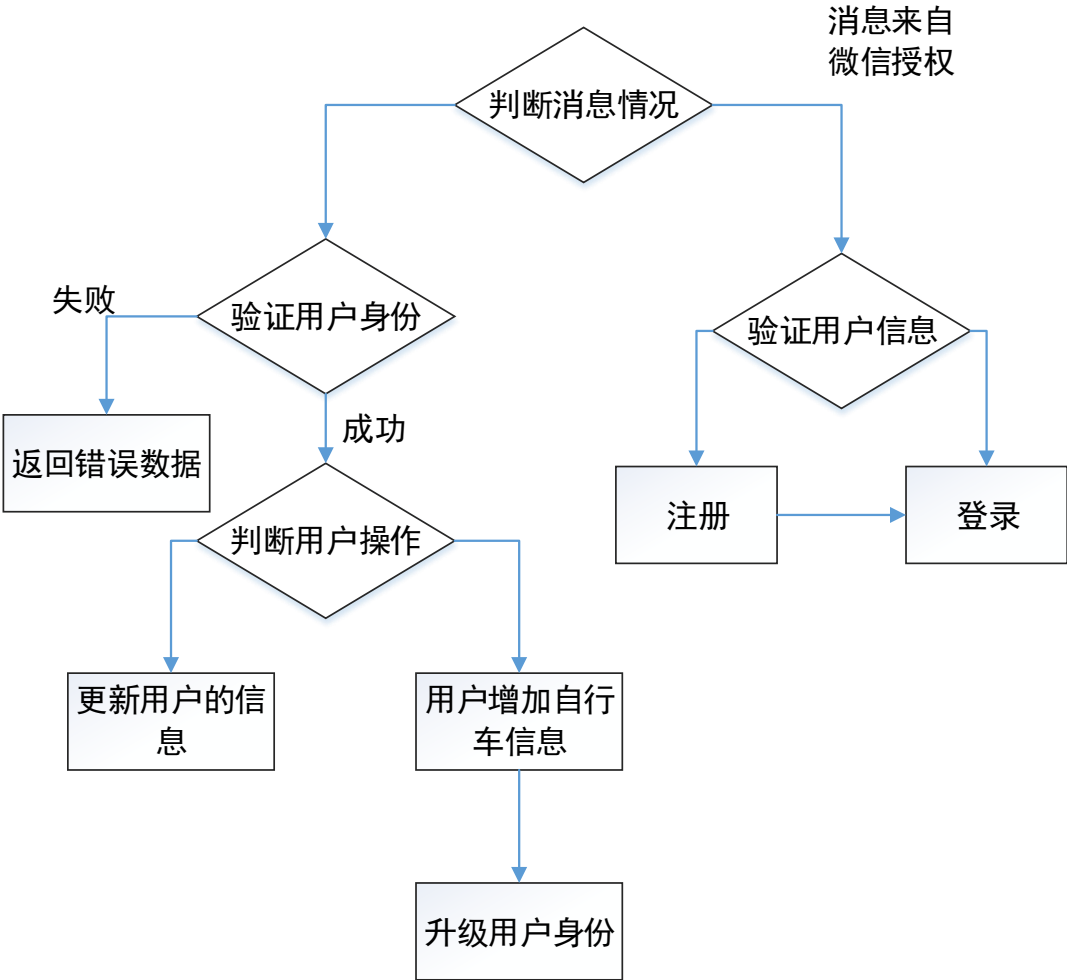 消息来自
微信授权
判断消息情况
失败
验证用户身份
验证用户信息
成功
返回错误数据
注册
登录
判断用户操作
更新用户的信
息
用户增加自行
车信息
升级用户身份